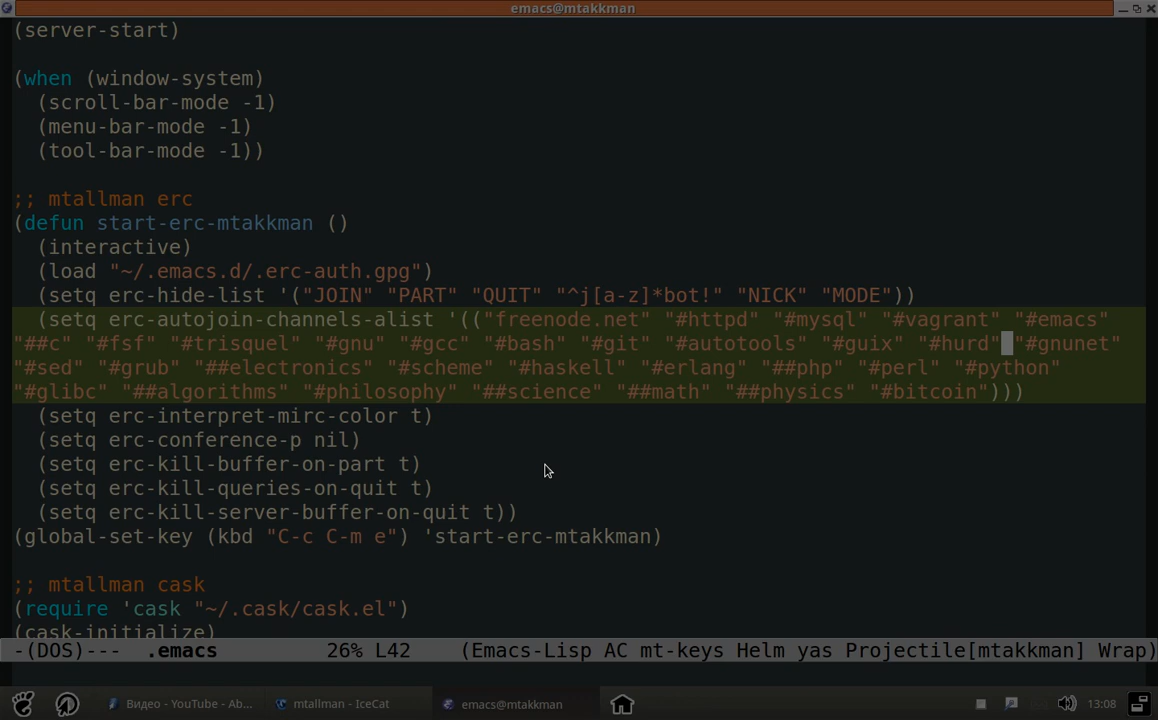 emacs@mtakkman
(server-start)
(when (window-system)
  (scroll-bar-mode -1)
  (menu-bar-mode -1)
  (tool-bar-mode -1))
;; mtallman erc
(defun start-erc-mtakkman ()
  (interactive)
  (load "~/.emacs.d/.erc-auth.gpg")
  (setq erc-hide-list '("JOIN" "PART" "QUIT" "^j[a-z]*bot!" "NICK" "MODE"))
  (setq erc-autojoin-channels-alist '(("freenode.net" "#httpd" "#mysql" "#vagrant" "#emacs"
"##c" "#fsf" "#trisquel" "#gnu" "#gcc" "#bash" "#git" "#autotools" "#guix" "#hurd" "#gnunet"
"#sed" "#grub" "##electronics" "#scheme" "#haskell" "#erlang" "##php" "#perl" "#python"
"#glibc" "##algorithms" "#philosophy" "##science" "##math" "##physics" "#bitcoin")))
  (setq erc-interpret-mirc-color t)
  (setq erc-conference-p nil)
  (setq erc-kill-buffer-on-part t)
  (setq erc-kill-queries-on-quit t)
  (setq erc-kill-server-buffer-on-quit t))
(global-set-key (kbd "C-c C-m e") 'start-erc-mtakkman)
;; mtallman cask
(require 'cask "~/.cask/cask.el")
(cask-initialize)
-(DOS)---  .emacs         26% L42    (Emacs-Lisp AC mt-keys Helm yas Projectile[mtakkman] Wrap)
Видео - YouTube - Ab... mtallman - IceCat emacs@mtakkman 13:08